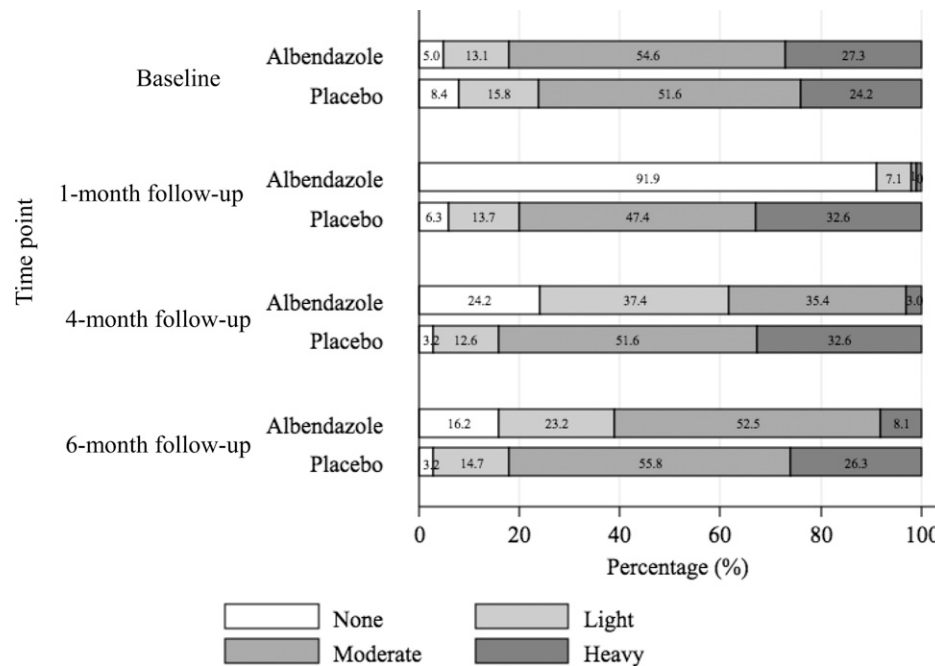 Time point
Baseline
Albendazole 5.0 13.1 54.6 27.3
Placebo 8.4 15.8 51.6 24.2
1-month follow-up
Albendazole 91.9 7.1
Placebo 6.3 13.7 47.4 32.6
4-month follow-up
Albendazole 24.2 37.4 35.4 3.0
Placebo 3.2 12.6 51.6 32.6
6-month follow-up
Albendazole 16.2 23.2 52.5 8.1
Placebo 3.2 14.7 55.8 26.3
0 20 40 60 80 100
Percentage (%)
None Light
Moderate Heavy